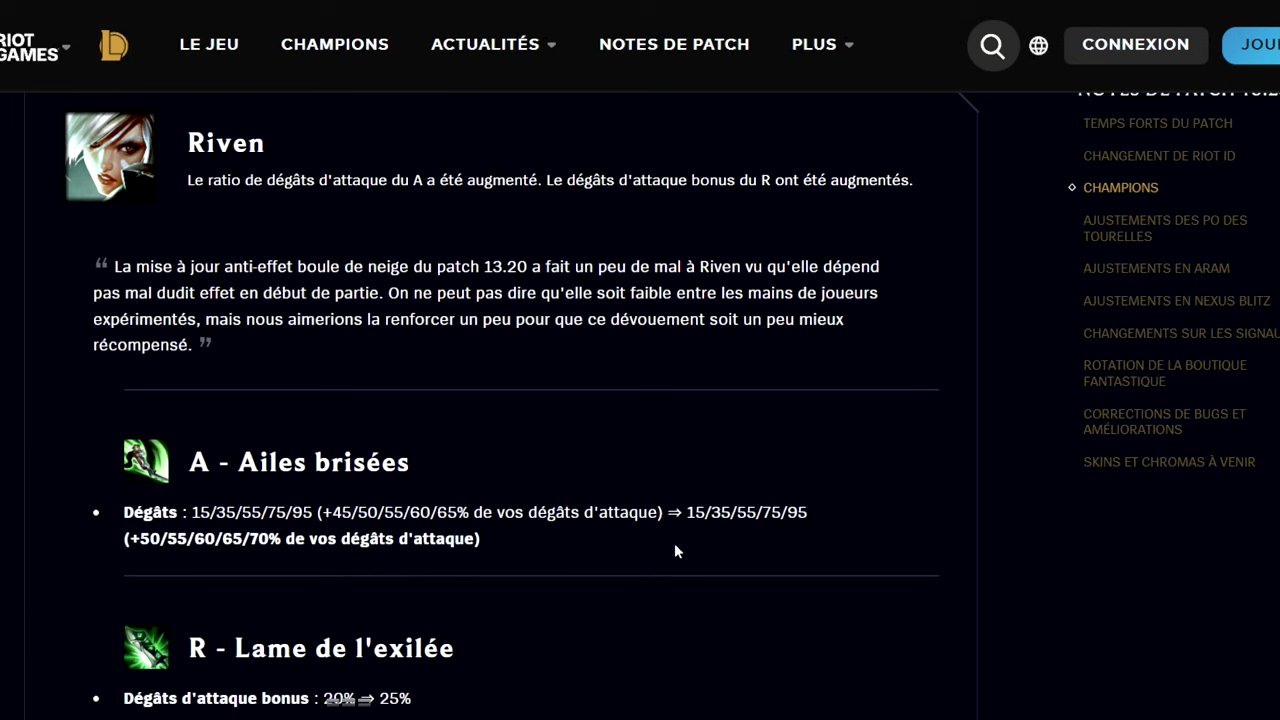 RIOT
GAMES
LE JEU
CHAMPIONS
ACTUALITÉS
NOTES DE PATCH
PLUS
CONNEXION
JOU
Riven
Le ratio de dégâts d'attaque du A a été augmenté. Le dégâts d'attaque bonus du R ont été augmentés.
“ La mise à jour anti-effet boule de neige du patch 13.20 a fait un peu de mal à Riven vu qu'elle dépend
pas mal dudit effet en début de partie. On ne peut pas dire qu'elle soit faible entre les mains de joueurs
expérimentés, mais nous aimerions la renforcer un peu pour que ce dévouement soit un peu mieux
récompensé. ”
A - Ailes brisées
• Dégâts : 15/35/55/75/95 (+45/50/55/60/65% de vos dégâts d'attaque) ⇒ 15/35/55/75/95
(+50/55/60/65/70% de vos dégâts d'attaque)
R - Lame de l'exilée
• Dégâts d'attaque bonus : 20% ⇒ 25%
NOTES DE PATCH
TEMPS FORTS DU PATCH
CHANGEMENT DE RIOT ID
CHAMPIONS
AJUSTEMENTS DES PO DES
TOURELLES
AJUSTEMENTS EN ARAM
AJUSTEMENTS EN NEXUS BLITZ
CHANGEMENTS SUR LES SIGNAU
ROTATION DE LA BOUTIQUE
FANTASTIQUE
CORRECTIONS DE BUGS ET
AMÉLIORATIONS
SKINS ET CHROMAS À VENIR